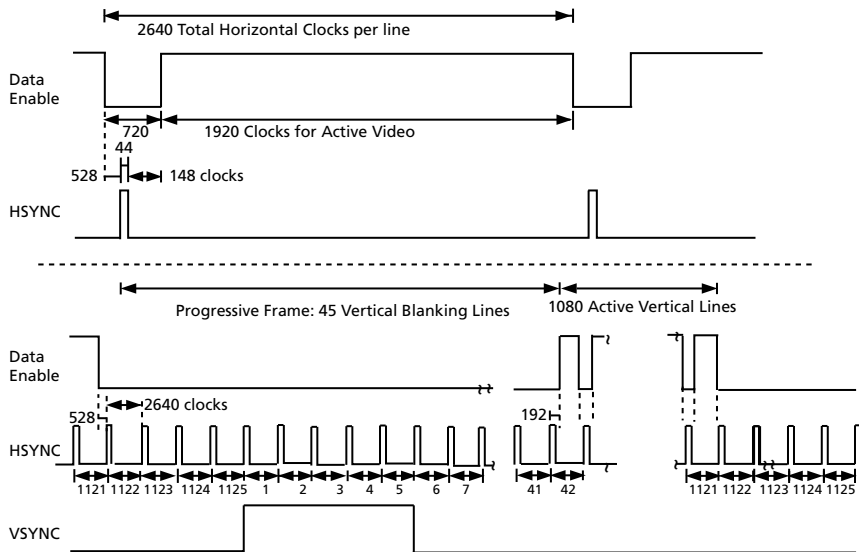 2640 Total Horizontal Clocks per line
Data
Enable
720
1920 Clocks for Active Video
44
528
148 clocks
HSYNC
Progressive Frame: 45 Vertical Blanking Lines
1080 Active Vertical Lines
Data
Enable
528
2640 clocks
192
HSYNC
1121 1122 1123 1124 1125 1 2 3 4 5 6 7 41 42 1121 1122 1123 1124 1125
VSYNC